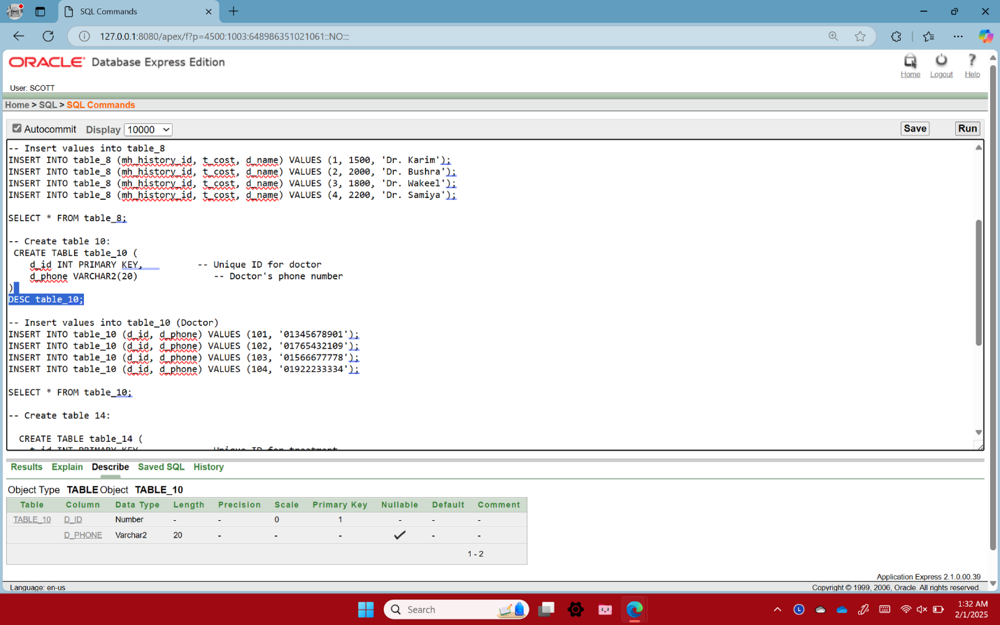 SQL Commands
127.0.0.1:8080/apex/f?p=4500:1003:648986351021061::NO:::
ORACLE Database Express Edition
Home Logout Help
User: SCOTT
Home > SQL > SQL Commands
Autocommit Display 10000 Save Run
-- Insert values into table_8
INSERT INTO table_8 (mh_history_id, t_cost, d_name) VALUES (1, 1500, 'Dr. Karim');
INSERT INTO table_8 (mh_history_id, t_cost, d_name) VALUES (2, 2000, 'Dr. Bushra');
INSERT INTO table_8 (mh_history_id, t_cost, d_name) VALUES (3, 1800, 'Dr. Wakeel');
INSERT INTO table_8 (mh_history_id, t_cost, d_name) VALUES (4, 2200, 'Dr. Samiya');
SELECT * FROM table_8;
-- Create table 10:
CREATE TABLE table_10 (
d_id INT PRIMARY KEY, -- Unique ID for doctor
d_phone VARCHAR2(20) -- Doctor's phone number
)
DESC table_10;
-- Insert values into table_10 (Doctor)
INSERT INTO table_10 (d_id, d_phone) VALUES (101, '01345678901');
INSERT INTO table_10 (d_id, d_phone) VALUES (102, '01765432109');
INSERT INTO table_10 (d_id, d_phone) VALUES (103, '01566677778');
INSERT INTO table_10 (d_id, d_phone) VALUES (104, '01922233334');
SELECT * FROM table_10;
-- Create table 14:
CREATE TABLE table_14 (
t_id INT PRIMARY KEY, -- Unique ID for treatment
Results Explain Describe Saved SQL History
Object Type TABLE Object TABLE_10
Table Column Data Type Length Precision Scale Primary Key Nullable Default Comment
TABLE_10 D_ID Number - - 0 1 - - -
D_PHONE Varchar2 20 - - - ✓ - -
1 - 2
Application Express 2.1.0.00.39
Language: en-us Copyright © 1999, 2006, Oracle. All rights reserved.
Search
1:32 AM
2/1/2025